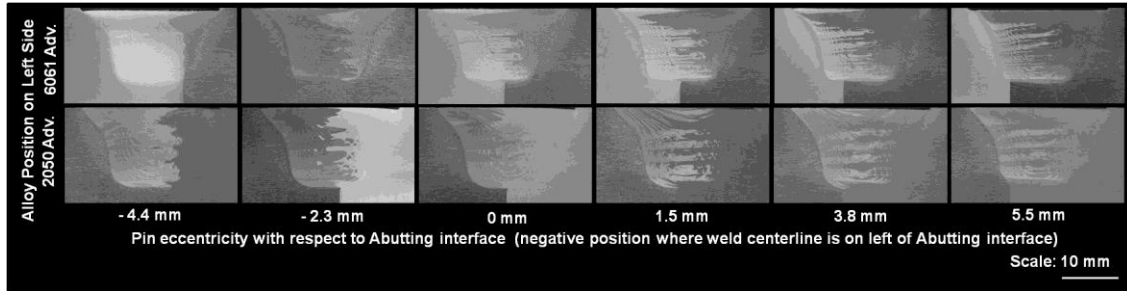 Alloy Position on Left Side
6061 Adv.
2050 Adv.
- 4.4 mm
- 2.3 mm
0 mm
1.5 mm
3.8 mm
5.5 mm
Pin eccentricity with respect to Abutting interface (negative position where weld centerline is on left of Abutting interface)
Scale: 10 mm